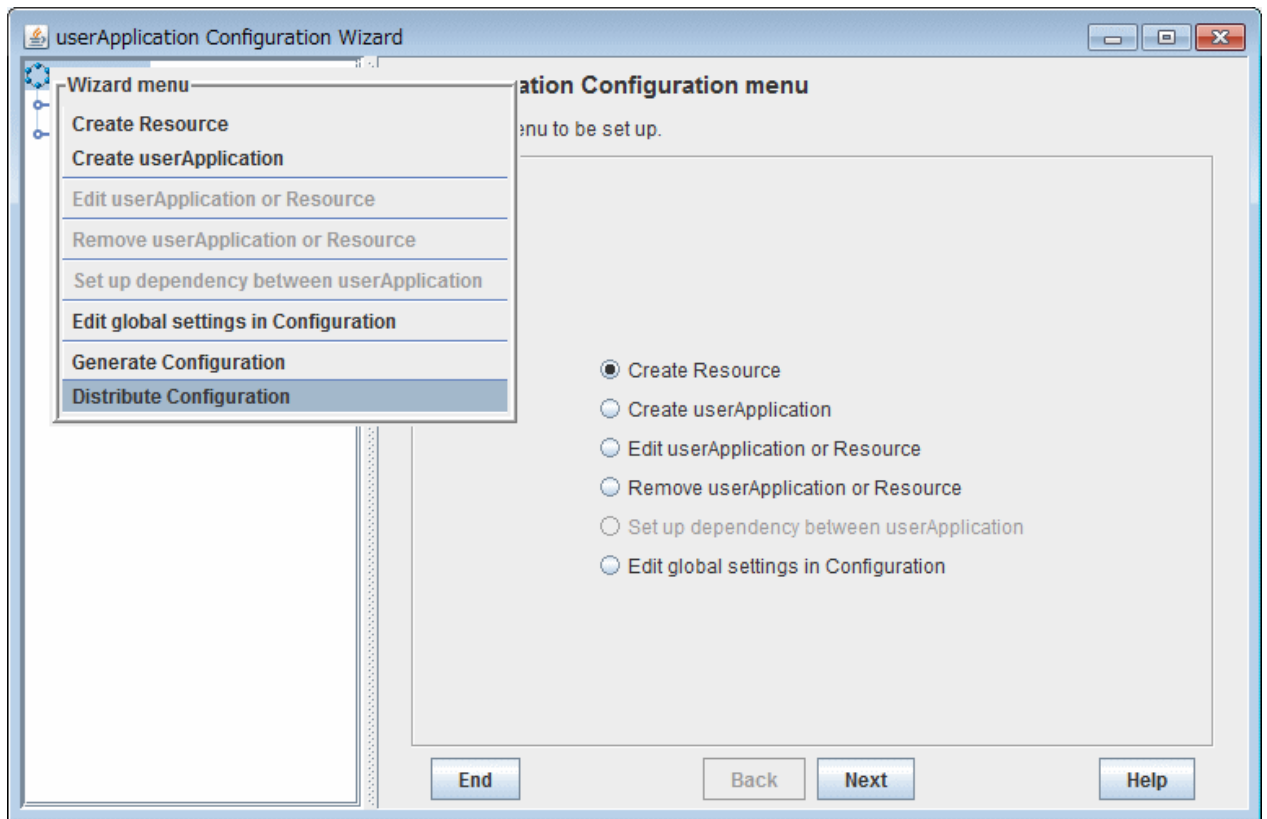 userApplication Configuration Wizard
Wizard menu
Create Resource
Create userApplication
Edit userApplication or Resource
Remove userApplication or Resource
Set up dependency between userApplication
Edit global settings in Configuration
Generate Configuration
Distribute Configuration
ation Configuration menu
enu to be set up.
Create Resource
Create userApplication
Edit userApplication or Resource
Remove userApplication or Resource
Set up dependency between userApplication
Edit global settings in Configuration
End
Back
Next
Help